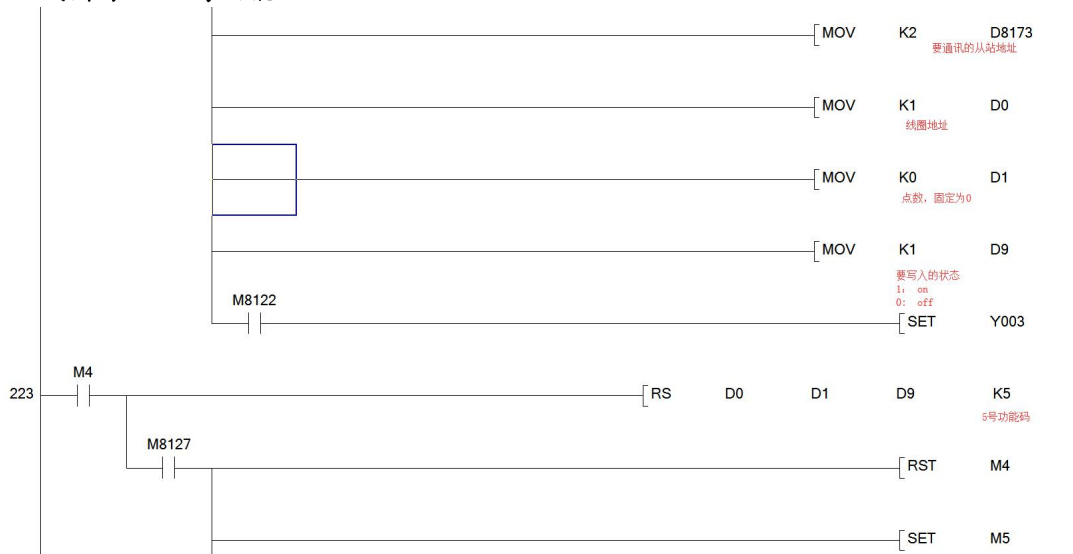 MOV K2 D8173
要通讯的从站地址
MOV K1 D0
线圈地址
MOV K0 D1
点数，固定为0
MOV K1 D9
要写入的状态
1: on
0: off
M8122
SET Y003
M4
223 RS D0 D1 D9 K5
5号功能码
M8127
RST M4
SET M5